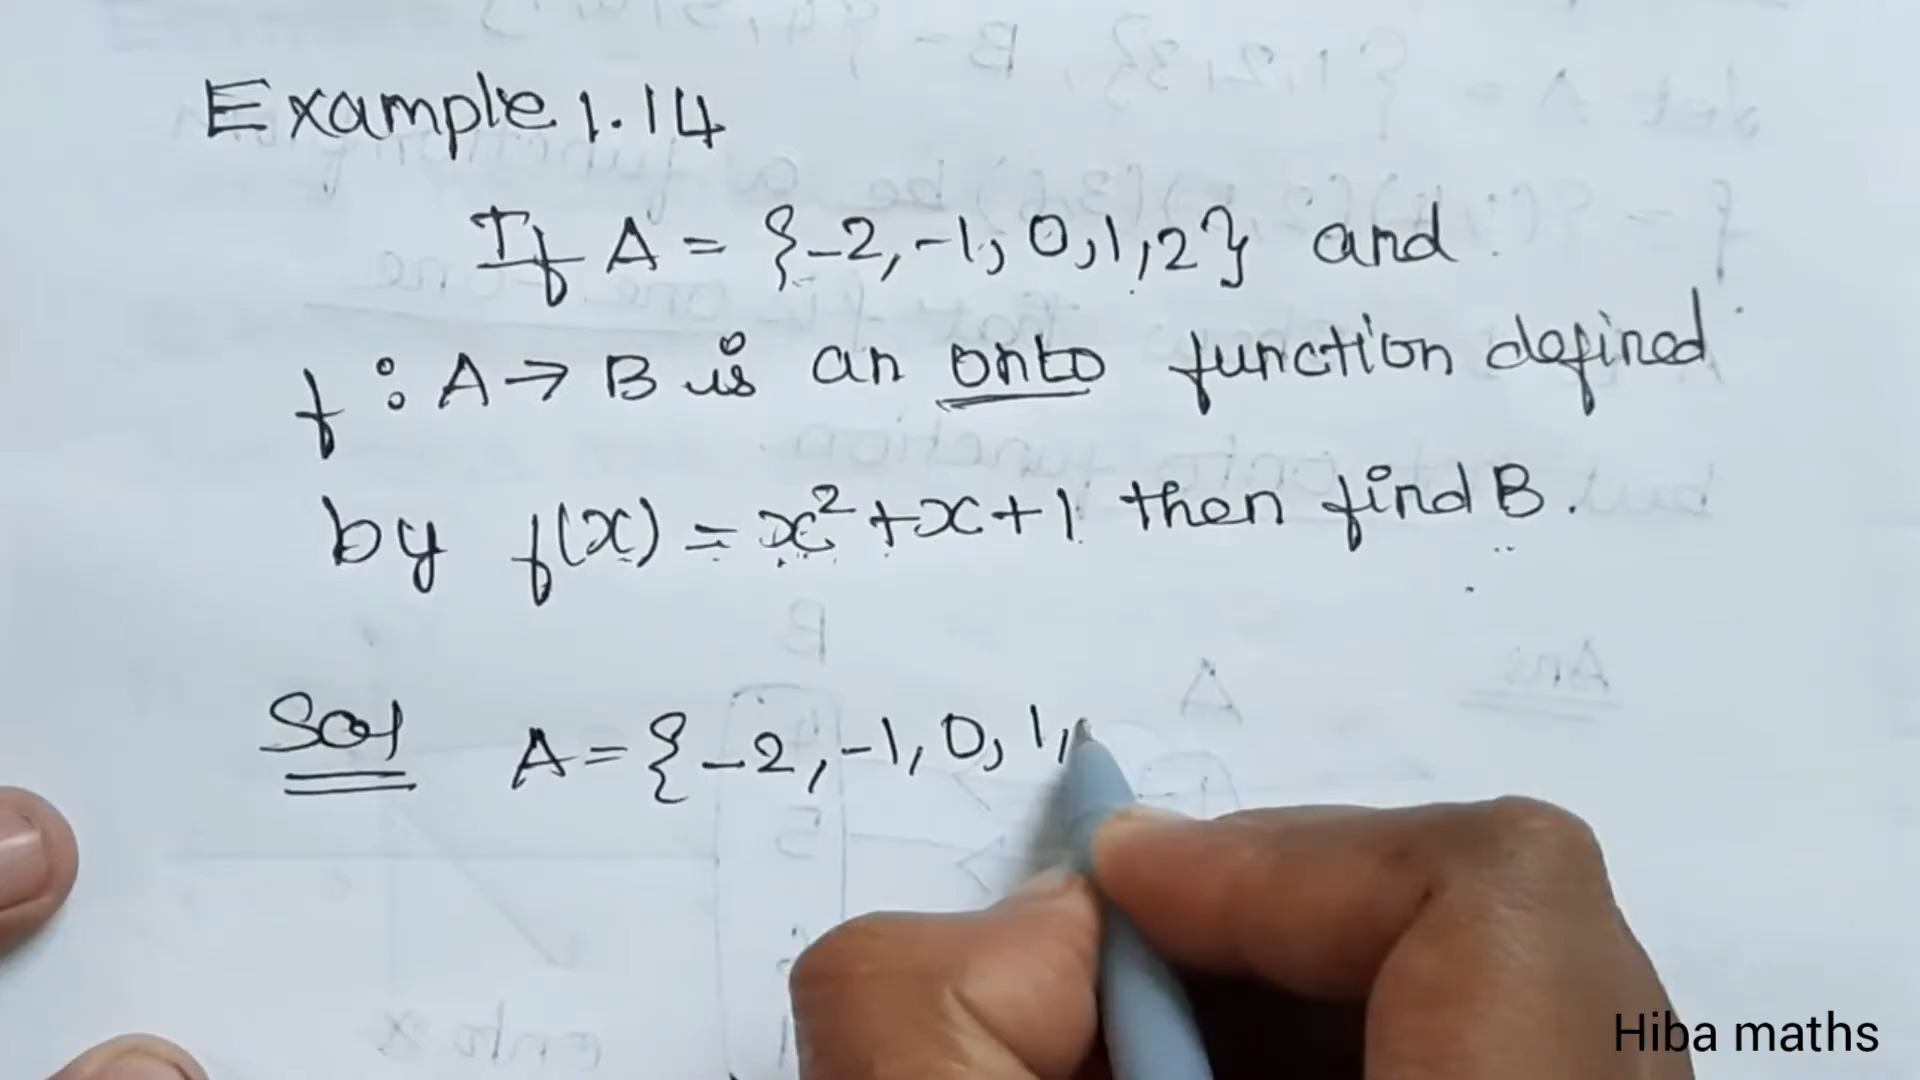 Example 1.14
If A = {-2, -1, 0, 1, 2} and
f : A → B is an onto function defined
by f(x) = x² + x + 1 then find B.
Sol A = {-2, -1, 0, 1,
Hiba maths